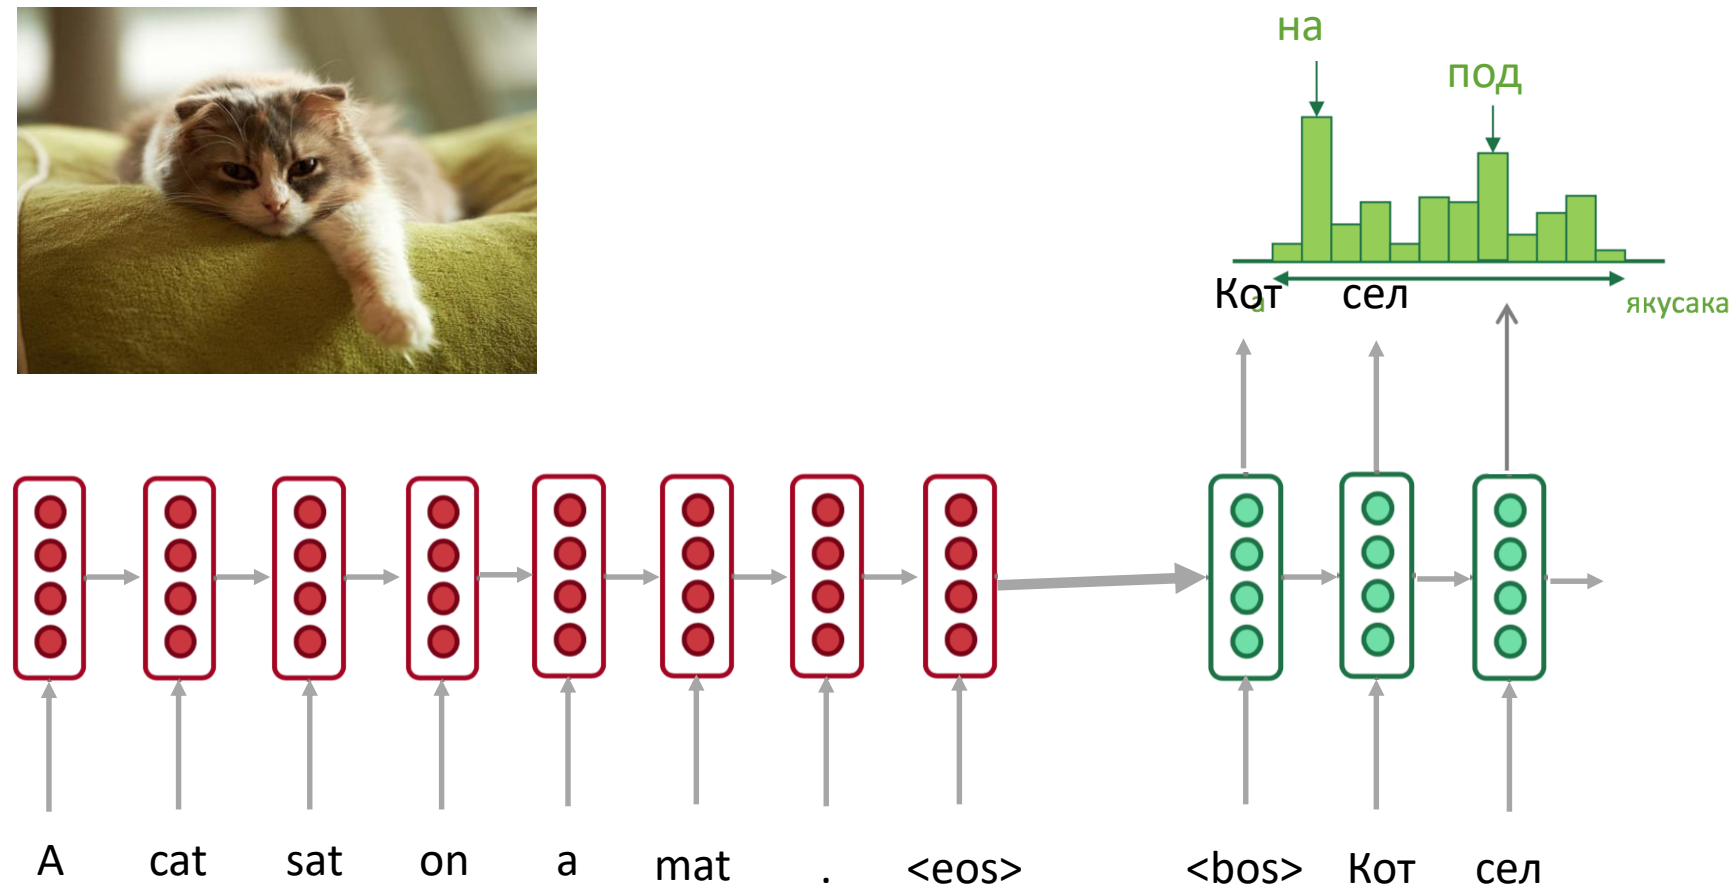 на
под
Кот сел
а якусака
A cat sat on a mat . <eos> <bos> Кот сел